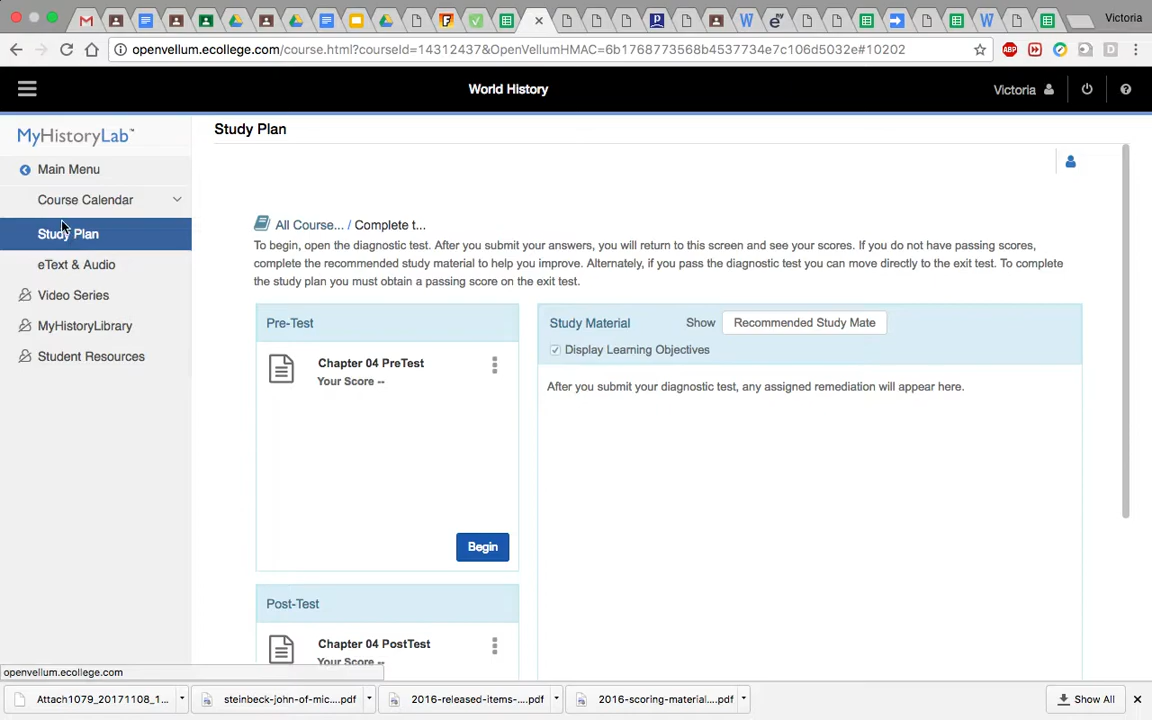 Victoria
openvellum.ecollege.com/course.html?courseId=14312437&OpenVellumHMAC=6b1768773568b4537734e7c106d5032e#10202
ABP
World History
Victoria
MyHistoryLab™
Study Plan
Main Menu
Course Calendar
Study Plan
eText & Audio
Video Series
MyHistoryLibrary
Student Resources
All Course... / Complete t...
To begin, open the diagnostic test. After you submit your answers, you will return to this screen and see your scores. If you do not have passing scores,
complete the recommended study material to help you improve. Alternately, if you pass the diagnostic test you can move directly to the exit test. To complete
the study plan you must obtain a passing score on the exit test.
Pre-Test
Chapter 04 PreTest
Your Score --
Begin
Study Material Show Recommended Study Mate
Display Learning Objectives
After you submit your diagnostic test, any assigned remediation will appear here.
Post-Test
Chapter 04 PostTest
Your Score --
openvellum.ecollege.com
Attach1079_20171108_1... steinbeck-john-of-mic....pdf 2016-released-items-....pdf 2016-scoring-material....pdf Show All